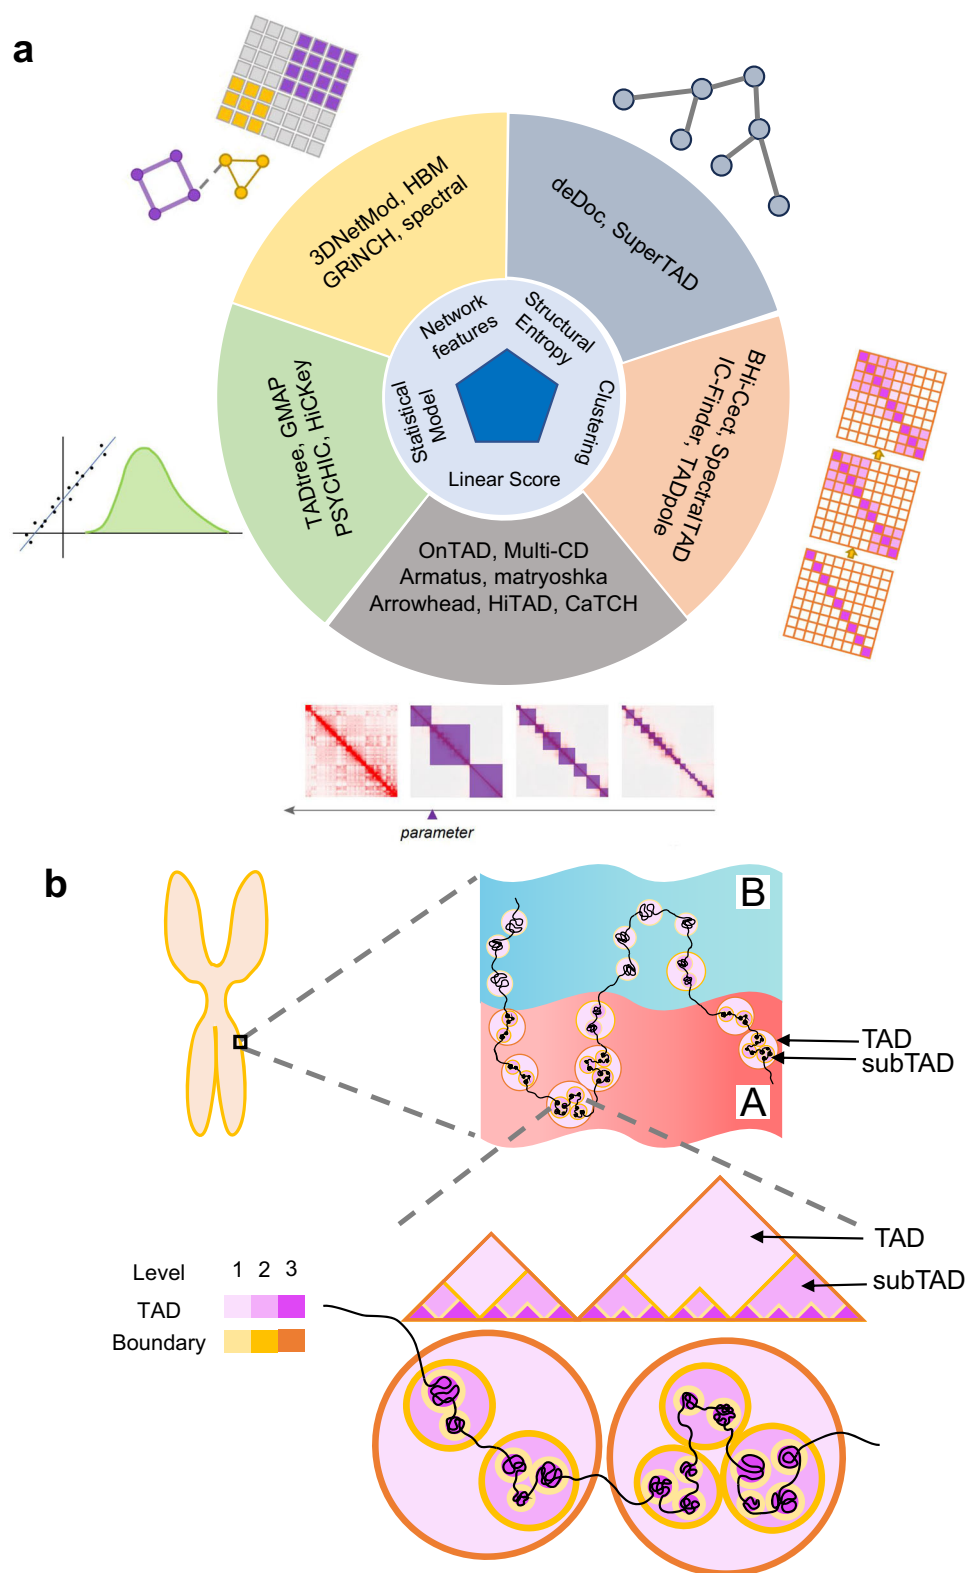 a
3DNetMod, HBM
GRiNCH, spectral
deDoc, SuperTAD
Network
features
Structural
Entropy
TADtree, GMAP
PSYCHIC, HiCKey
Statistical
Model
Clustering
BHi-Cect, SpectralTAD
IC-Finder, TADpole
Linear Score
OnTAD, Multi-CD
Armatus, matryoshka
Arrowhead, HiTAD, CaTCH
parameter
b
B
TAD
subTAD
A
TAD
subTAD
Level 1 2 3
TAD
Boundary